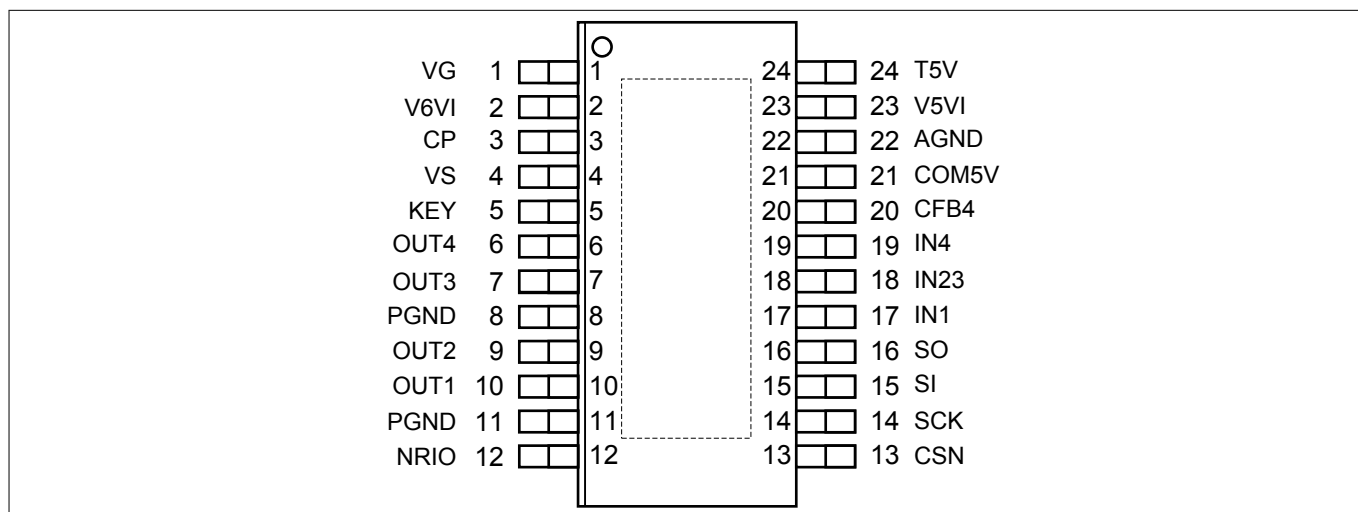 VG 1 1 24 24 T5V
V6VI 2 2 23 23 V5VI
CP 3 3 22 22 AGND
VS 4 4 21 21 COM5V
KEY 5 5 20 20 CFB4
OUT4 6 6 19 19 IN4
OUT3 7 7 18 18 IN23
PGND 8 8 17 17 IN1
OUT2 9 9 16 16 SO
OUT1 10 10 15 15 SI
PGND 11 11 14 14 SCK
NRIO 12 12 13 13 CSN